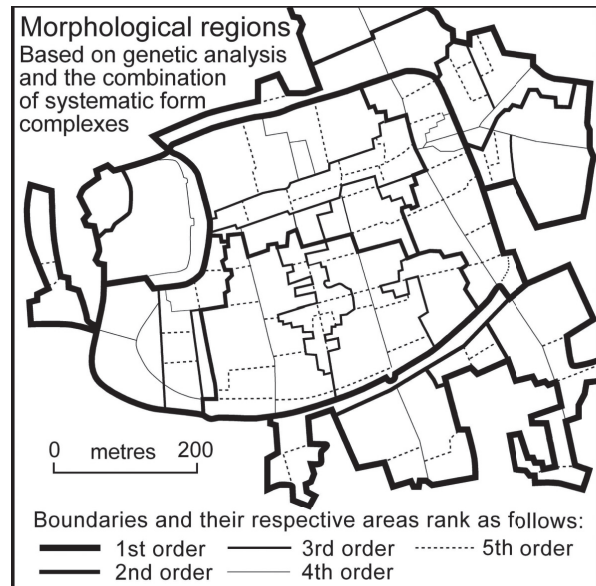 Morphological regions
Based on genetic analysis
and the combination
of systematic form
complexes
0 metres 200
Boundaries and their respective areas rank as follows:
1st order 3rd order 5th order
2nd order 4th order